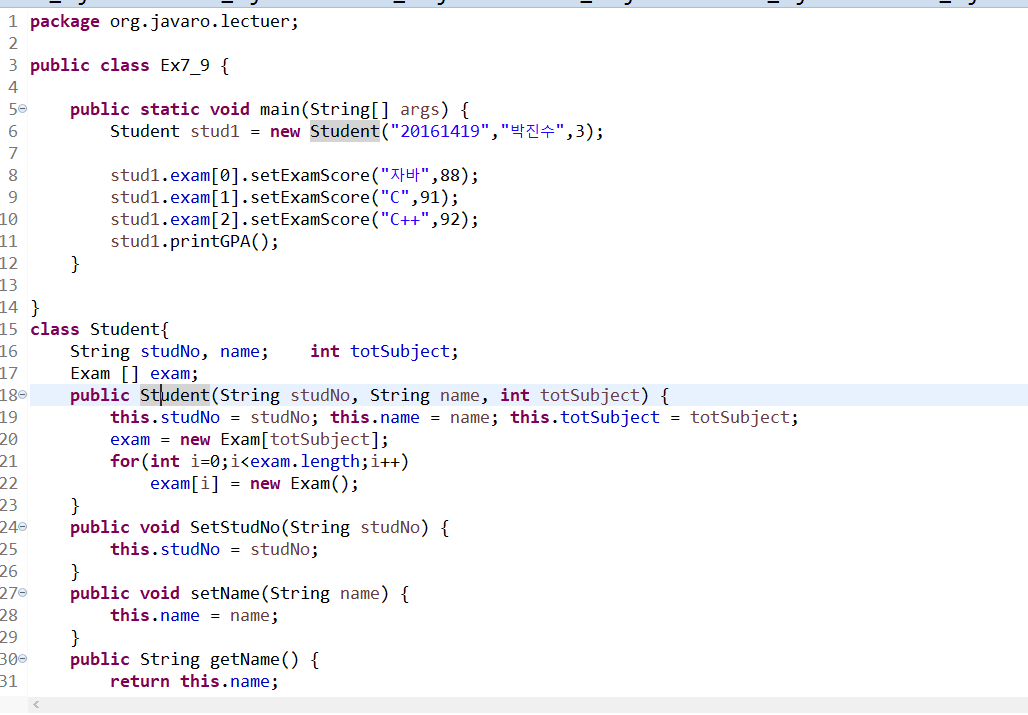 1 package org.javaro.lectuer;
2
3 public class Ex7_9 {
4
5     public static void main(String[] args) {
6         Student stud1 = new Student("20161419","박진수",3);
7
8         stud1.exam[0].setExamScore("자바",88);
9         stud1.exam[1].setExamScore("C",91);
10         stud1.exam[2].setExamScore("C++",92);
11         stud1.printGPA();
12     }
13
14 }
15 class Student{
16     String studNo, name;    int totSubject;
17     Exam [] exam;
18     public Student(String studNo, String name, int totSubject) {
19         this.studNo = studNo; this.name = name; this.totSubject = totSubject;
20         exam = new Exam[totSubject];
21         for(int i=0;i<exam.length;i++)
22             exam[i] = new Exam();
23     }
24     public void SetStudNo(String studNo) {
25         this.studNo = studNo;
26     }
27     public void setName(String name) {
28         this.name = name;
29     }
30     public String getName() {
31         return this.name;